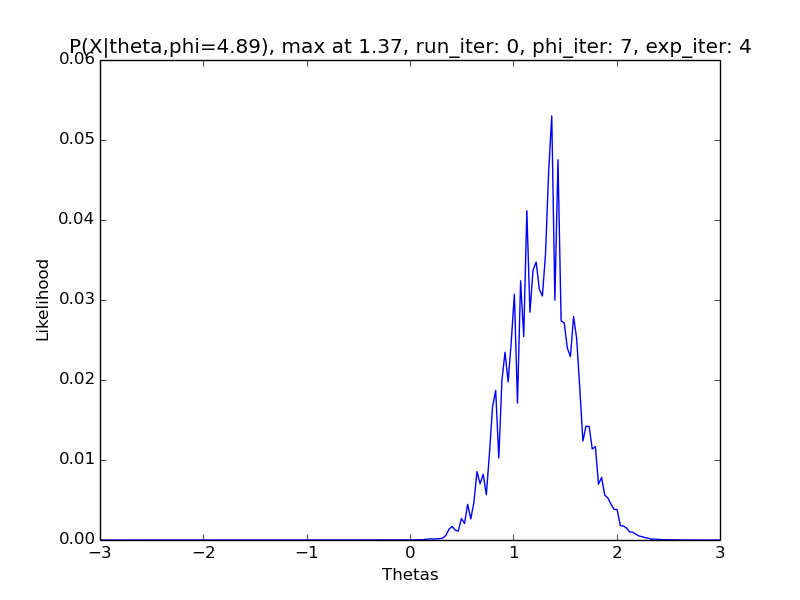 P(X|theta,phi=4.89), max at 1.37, run_iter: 0, phi_iter: 7, exp_iter: 4
0.06
0.05
0.04
0.03
0.02
0.01
0.00
Likelihood
−3 −2 −1 0 1 2 3
Thetas